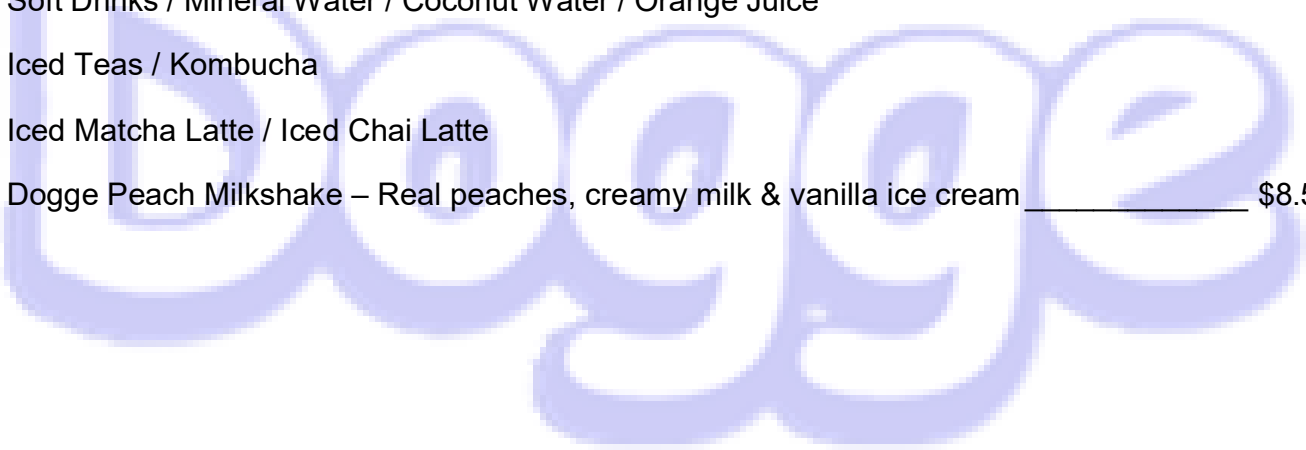 Soft Drinks / Mineral Water / Coconut Water / Orange Juice
Iced Teas / Kombucha
Iced Matcha Latte / Iced Chai Latte
Dogge Peach Milkshake – Real peaches, creamy milk & vanilla ice cream _____________ $8.5
Dogge